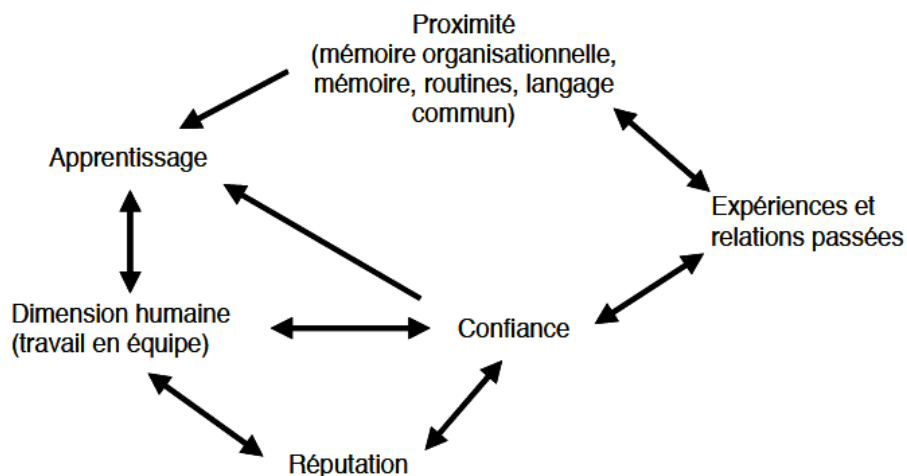 Proximité
(mémoire organisationnelle,
mémoire, routines, langage
commun)
Apprentissage
Expériences et
relations passées
Dimension humaine
(travail en équipe)
Confiance
Réputation